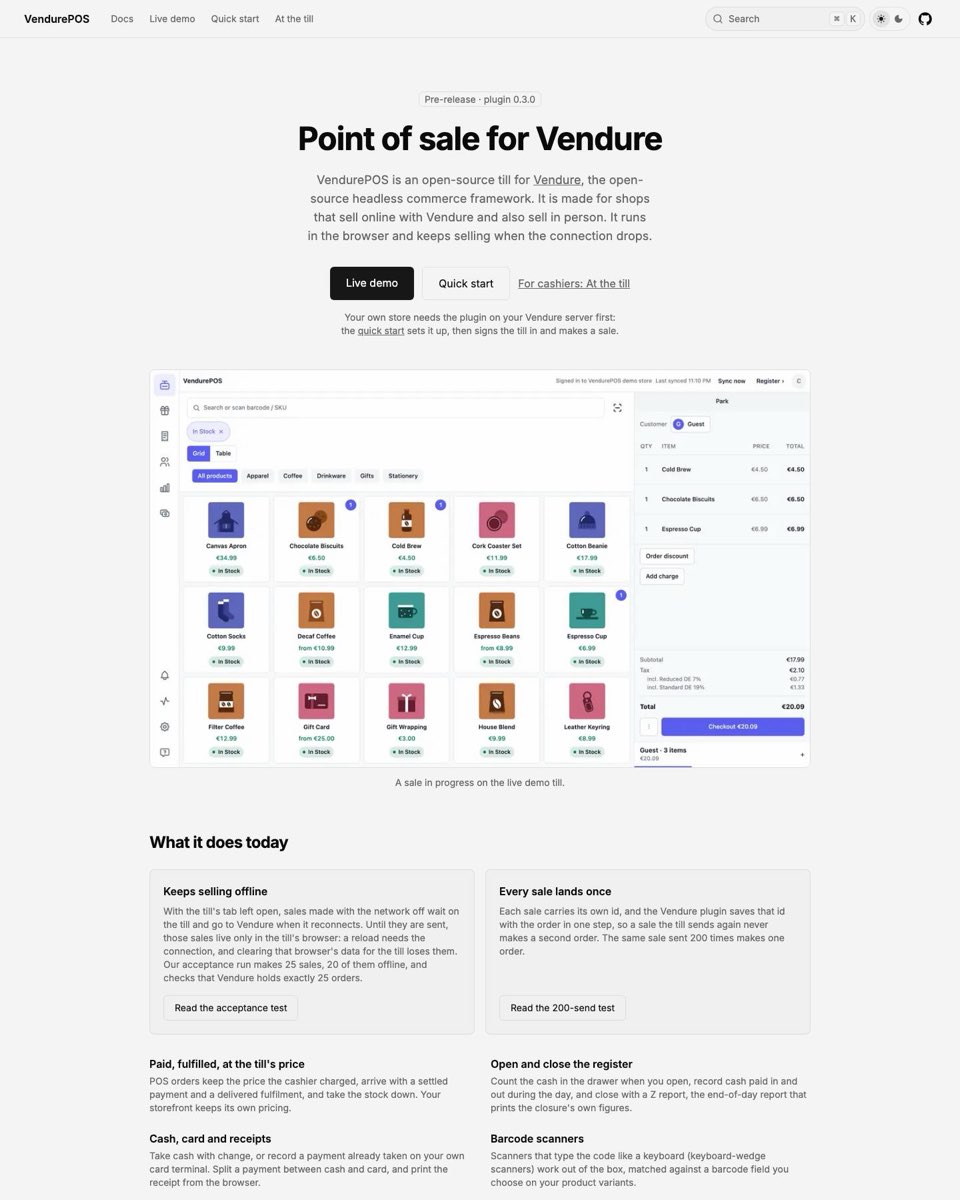 VendurePOS
Docs
Live demo
Quick start
At the till
Search
⌘ K
Pre-release · plugin 0.3.0
Point of sale for Vendure
VendurePOS is an open-source till for Vendure, the open-
source headless commerce framework. It is made for shops
that sell online with Vendure and also sell in person. It runs
in the browser and keeps selling when the connection drops.
Live demo
Quick start
For cashiers: At the till
Your own store needs the plugin on your Vendure server first:
the quick start sets it up, then signs the till in and makes a sale.
VendurePOS
Signed in to VendurePOS demo store
Last synced 11:10 PM
Sync now
Register ›
C
Search or scan barcode / SKU
In Stock ×
Grid
Table
All products
Apparel
Coffee
Drinkware
Gifts
Stationery
Canvas Apron
€34.99
In Stock
1
Chocolate Biscuits
€6.50
In Stock
1
Cold Brew
€4.50
In Stock
Cork Coaster Set
€11.99
In Stock
Cotton Beanie
€17.99
In Stock
Cotton Socks
€9.99
In Stock
Decaf Coffee
from €10.99
In Stock
Enamel Cup
€12.99
In Stock
Espresso Beans
from €8.99
In Stock
1
Espresso Cup
€6.99
In Stock
Filter Coffee
€12.99
In Stock
Gift Card
from €25.00
In Stock
Gift Wrapping
€3.00
In Stock
House Blend
€9.99
In Stock
Leather Keyring
€8.99
In Stock
Park
Customer
G Guest
QTY ITEM PRICE TOTAL
1 Cold Brew €4.50 €4.50
1 Chocolate Biscuits €6.50 €6.50
1 Espresso Cup €6.99 €6.99
Order discount
Add charge
Subtotal €17.99
Tax €2.10
incl. Reduced DE 7% €0.77
incl. Standard DE 19% €1.33
Total €20.09
Checkout €20.09
Guest · 3 items
€20.09
+
A sale in progress on the live demo till.
What it does today
Keeps selling offline
With the till's tab left open, sales made with the network off wait on
the till and go to Vendure when it reconnects. Until they are sent,
those sales live only in the till's browser: a reload needs the
connection, and clearing that browser's data for the till loses them.
Our acceptance run makes 25 sales, 20 of them offline, and
checks that Vendure holds exactly 25 orders.
Read the acceptance test
Every sale lands once
Each sale carries its own id, and the Vendure plugin saves that id
with the order in one step, so a sale the till sends again never
makes a second order. The same sale sent 200 times makes one
order.
Read the 200-send test
Paid, fulfilled, at the till's price
POS orders keep the price the cashier charged, arrive with a settled
payment and a delivered fulfilment, and take the stock down. Your
storefront keeps its own pricing.
Open and close the register
Count the cash in the drawer when you open, record cash paid in and
out during the day, and close with a Z report, the end-of-day report that
prints the closure's own figures.
Cash, card and receipts
Take cash with change, or record a payment already taken on your own
card terminal. Split a payment between cash and card, and print the
receipt from the browser.
Barcode scanners
Scanners that type the code like a keyboard (keyboard-wedge
scanners) work out of the box, matched against a barcode field you
choose on your product variants.